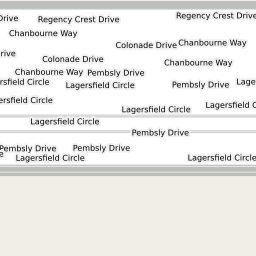 Drive
Regency Crest Drive
Regency Crest Drive
Chanbourne Way
Colonade Drive
Chanbourne Way
rive
Colonade Drive
Chanbourne Way
Chanbourne Way
Pembsly Drive
rsfield Circle
Lagersfield Circle
Pembsly Drive
Lage
ersfield Circle
Lagersfield Circle
Lagersfield C
Lagersfield Circle
Pembsly Drive
Pembsly Drive
Pembsly Drive
e
Lagersfield Circle
Lagersfield Circle